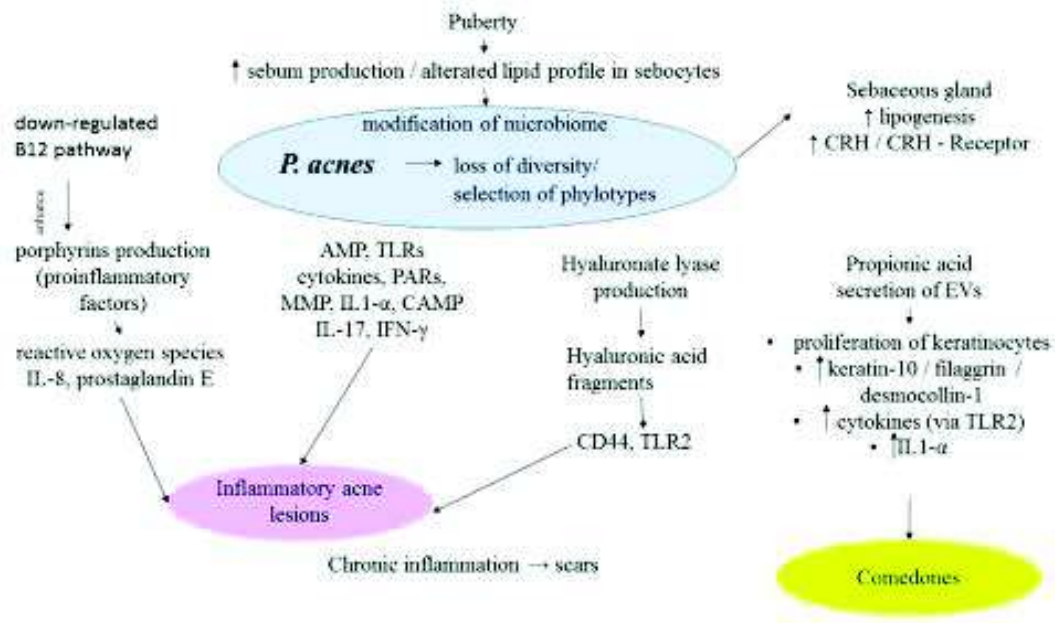 Puberty
↑ sebum production / alterated lipid profile in sebocytes
modification of microbiome
P. acnes → loss of diversity/
selection of phylotypes
Sebaceous gland
↑ lipogenesis
↑ CRH / CRH - Receptor
down-regulated
B12 pathway
enhance
porphyrins production
(proinflammatory
factors)
reactive oxygen species
IL-8, prostaglandin E
AMP, TLRs
cytokines, PARs,
MMP, IL1-α, CAMP
IL-17, IFN-γ
Hyaluronate lyase
production
Hyaluronic acid
fragments
CD44, TLR2
Propionic acid
secretion of EVs
• proliferation of keratinocytes
• ↑keratin-10 / filaggrin /
desmocollin-1
• ↑ cytokines (via TLR2)
• ↑IL1-α
Inflammatory acne
lesions
Chronic inflammation → scars
Comedones